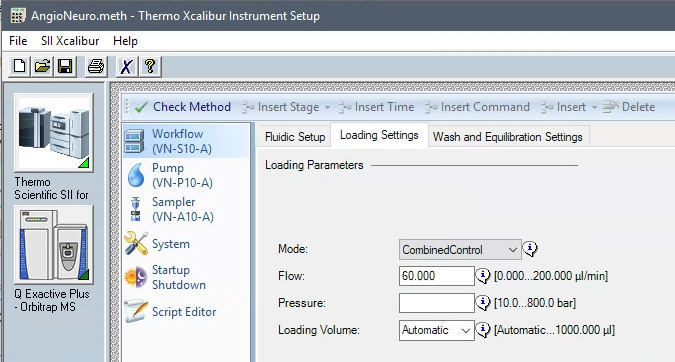 AngioNeuro.meth - Thermo Xcalibur Instrument Setup
File SII Xcalibur Help
Check Method Insert Stage Insert Time Insert Command Insert Delete
Workflow
(VN-S10-A)
Pump
(VN-P10-A)
Sampler
(VN-A10-A)
System
Startup
Shutdown
Script Editor
Thermo
Scientific SII for
Q Exactive Plus
- Orbitrap MS
Fluidic Setup Loading Settings Wash and Equilibration Settings
Loading Parameters
Mode: CombinedControl
Flow: 60.000 [0.000...200.000 µl/min]
Pressure: [10.0...800.0 bar]
Loading Volume: Automatic [Automatic...1000.000 µl]